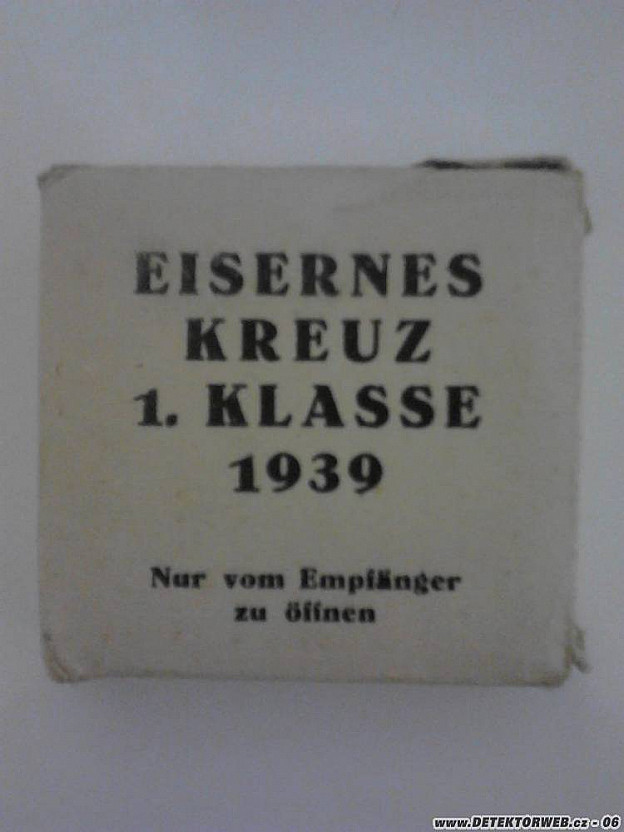 EISERNES
KREUZ
1. KLASSE
1939
Nur vom Empfänger
zu öffnen
www.DETEKTORWEB.cz - 06